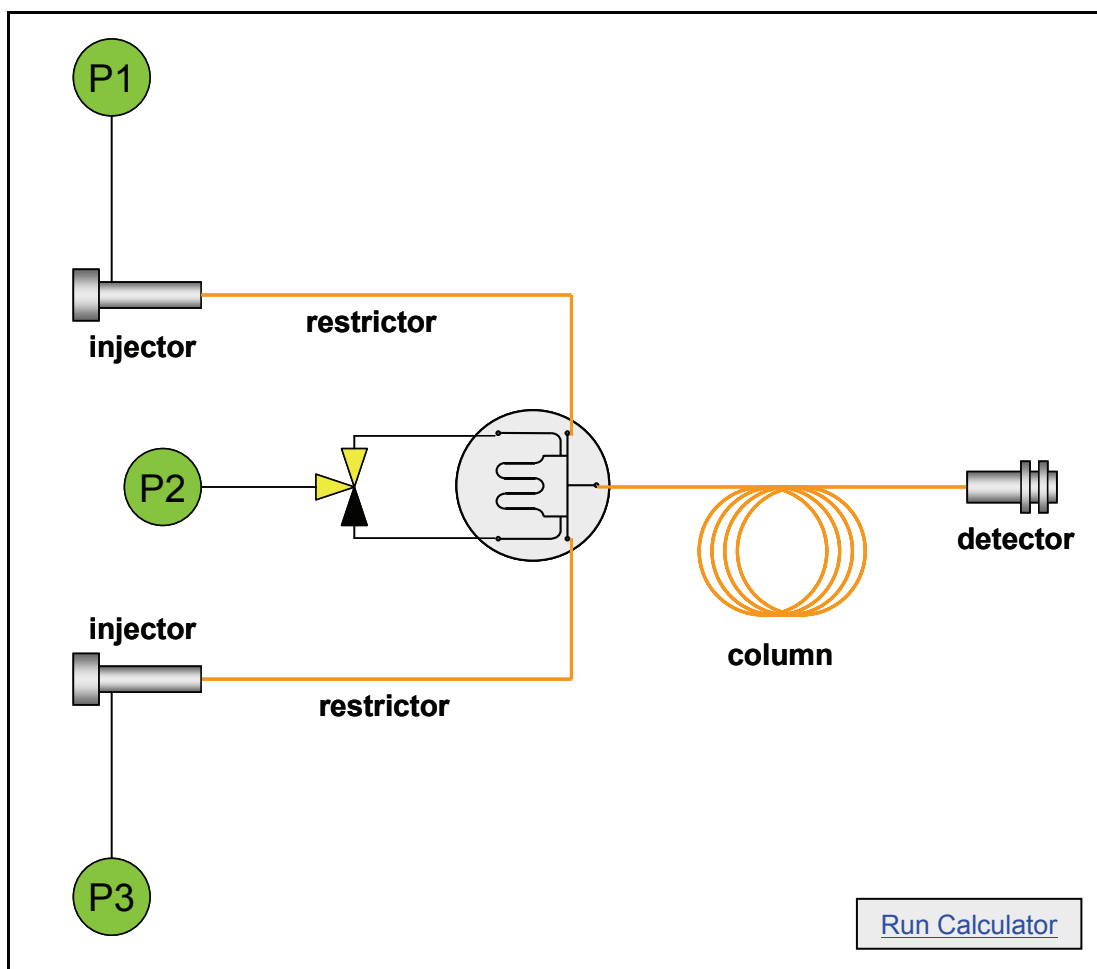 P1
injector
restrictor
P2
detector
injector
column
restrictor
P3
Run Calculator